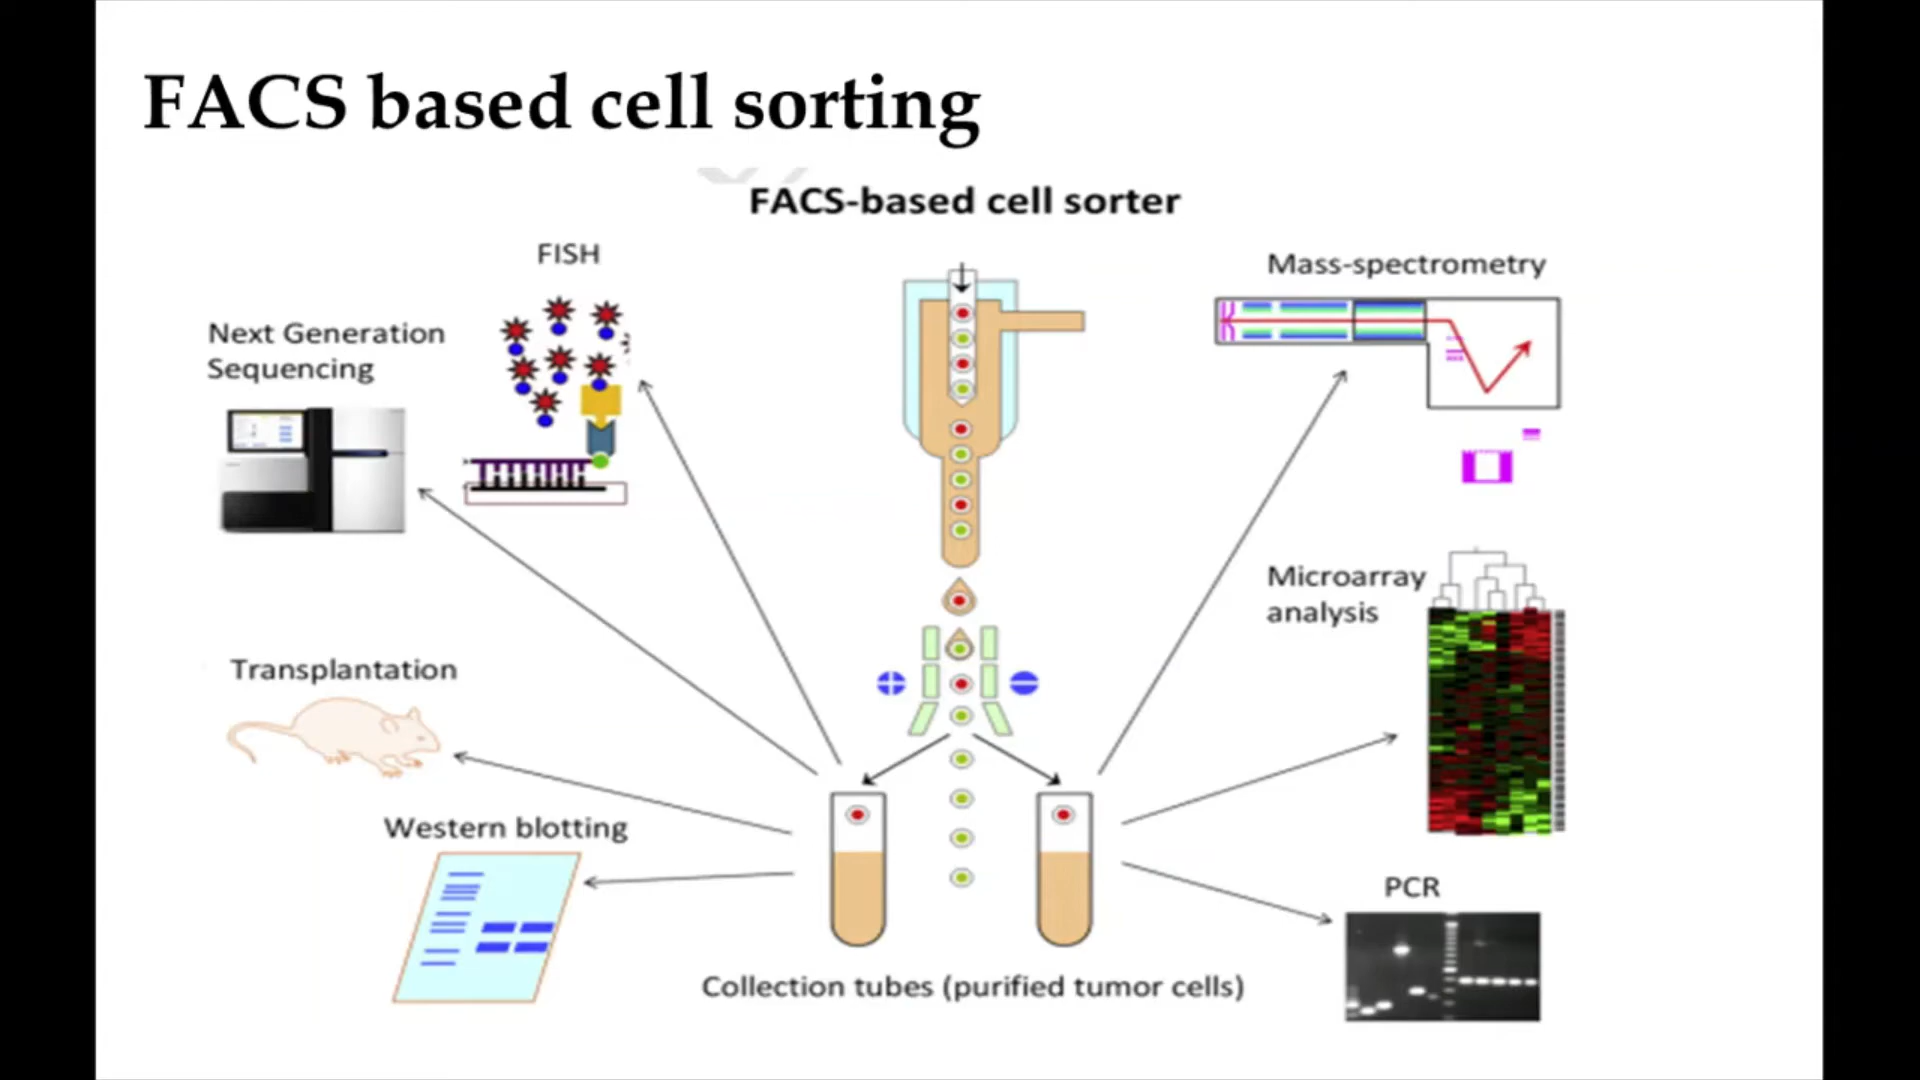 FACS based cell sorting
FACS-based cell sorter
FISH
Mass-spectrometry
Next Generation
Sequencing
Microarray
analysis
Transplantation
Western blotting
PCR
Collection tubes (purified tumor cells)